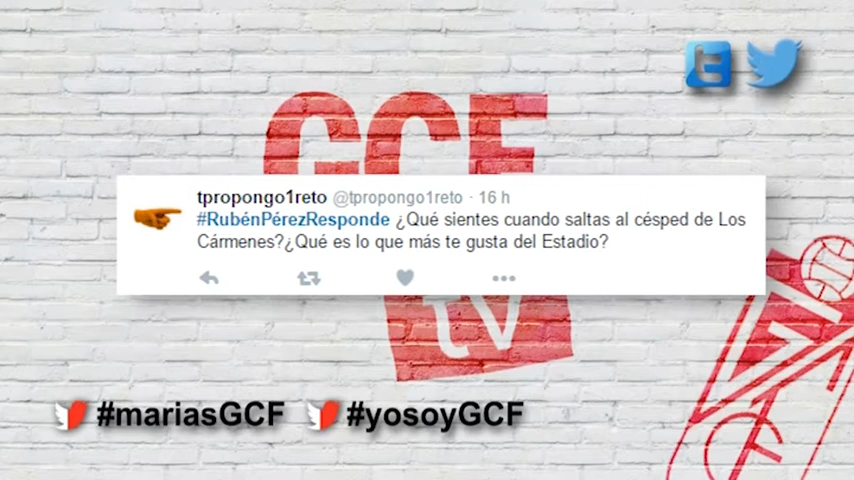 GCF
tpropongo1reto @tpropongo1reto · 16 h
#RubénPérezResponde ¿Qué sientes cuando saltas al césped de Los
Cármenes?¿Qué es lo que más te gusta del Estadio?
tv
#mariasGCF #yosoyGCF